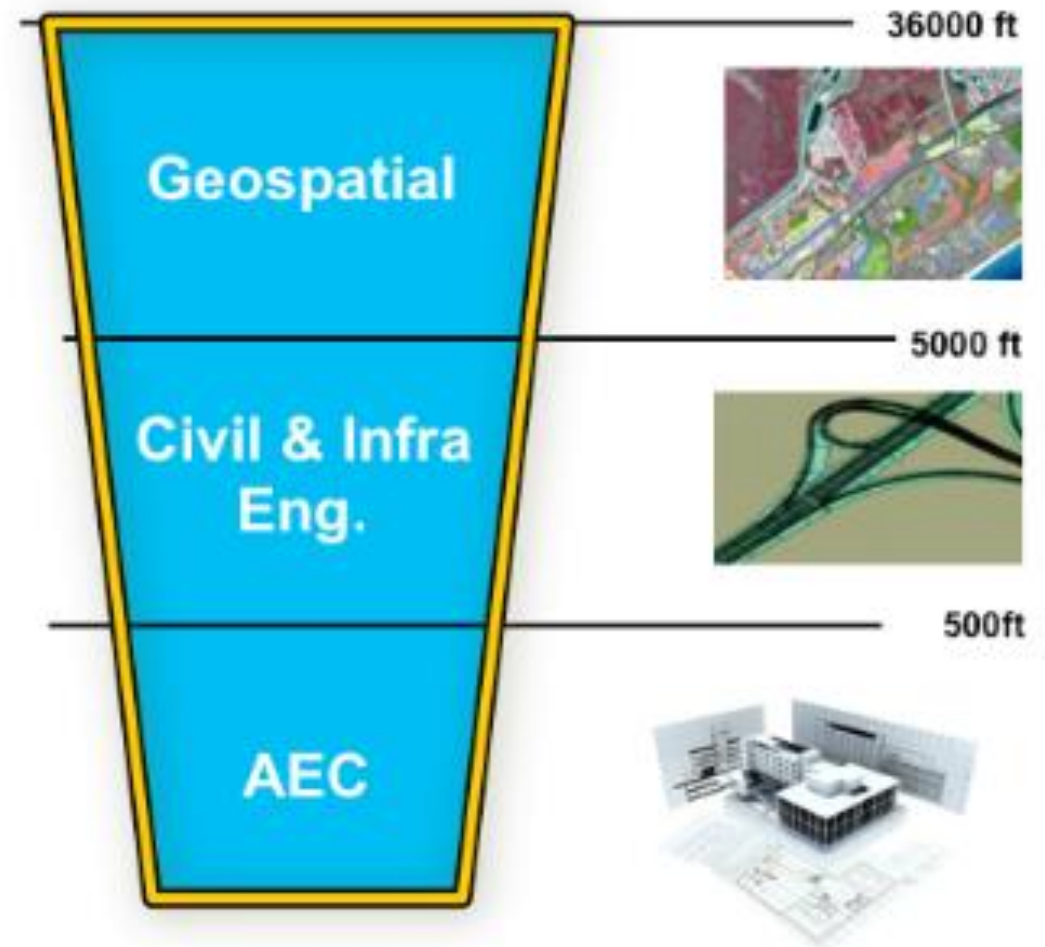 36000 ft
Geospatial
5000 ft
Civil & Infra
Eng.
500ft
AEC